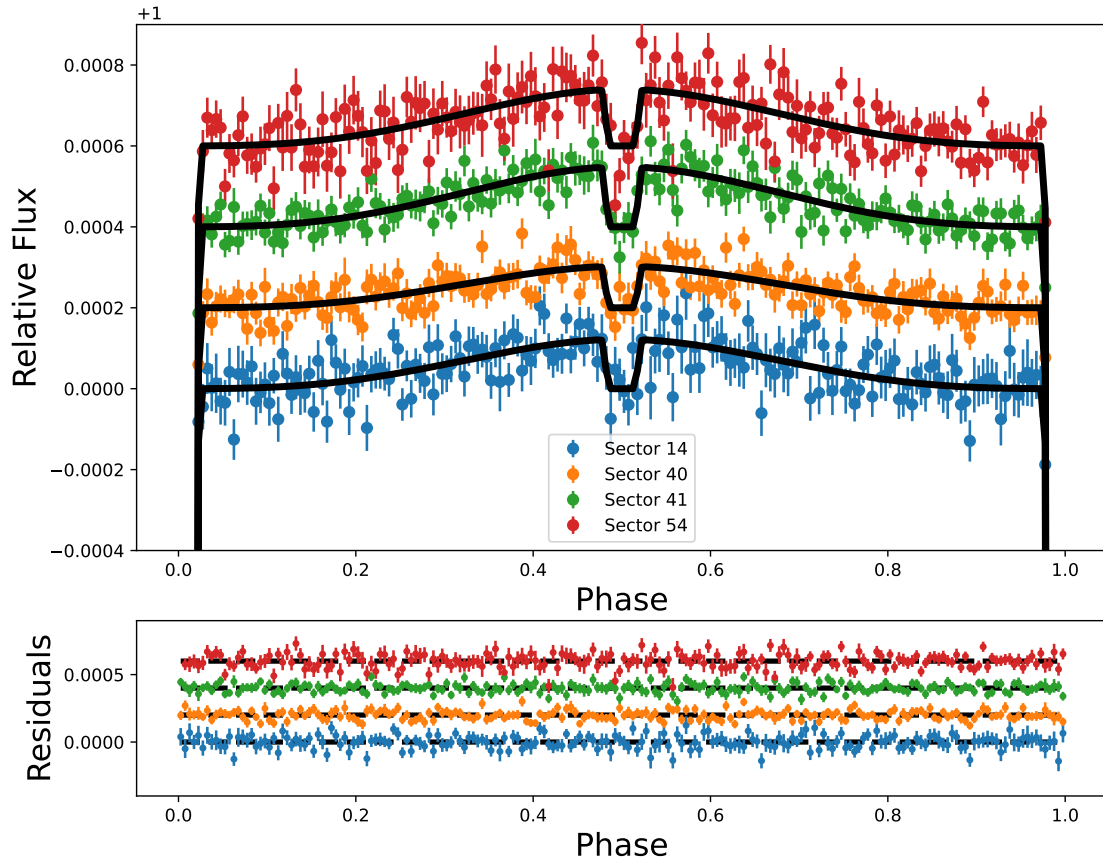 +1
Relative Flux
0.0008
0.0006
0.0004
0.0002
0.0000
−0.0002
−0.0004
Sector 14
Sector 40
Sector 41
Sector 54
0.0 0.2 0.4 0.6 0.8 1.0
Phase
Residuals
0.0005
0.0000
0.0 0.2 0.4 0.6 0.8 1.0
Phase